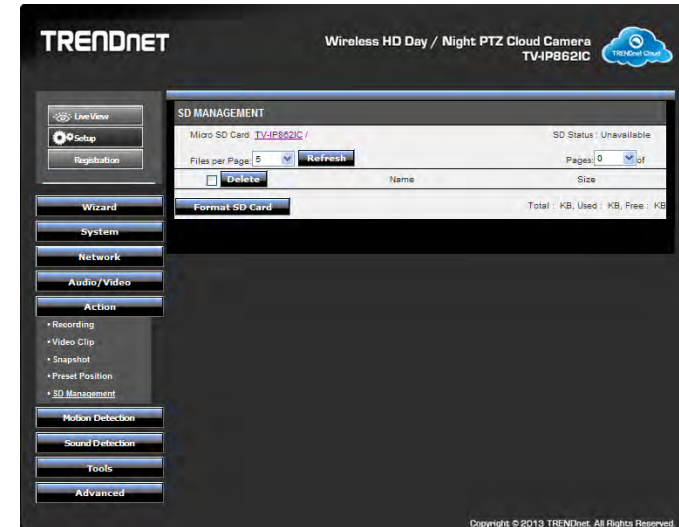 TRENDNET
Wireless HD Day / Night PTZ Cloud Camera
TV-IP862IC
TRENDnet Cloud
Live View
Setup
Registration
Wizard
System
Network
Audio/Video
Action
• Recording
• Video Clip
• Snapshot
• Preset Position
• SD Management
Motion Detection
Sound Detection
Tools
Advanced
SD MANAGEMENT
Micro SD Card TV-IP862IC / SD Status : Unavailable
Files per Page: 5 Refresh Pages: 0 of
Delete Name Size
Format SD Card Total : KB, Used : KB, Free : KB
Copyright © 2013 TRENDnet. All Rights Reserved.